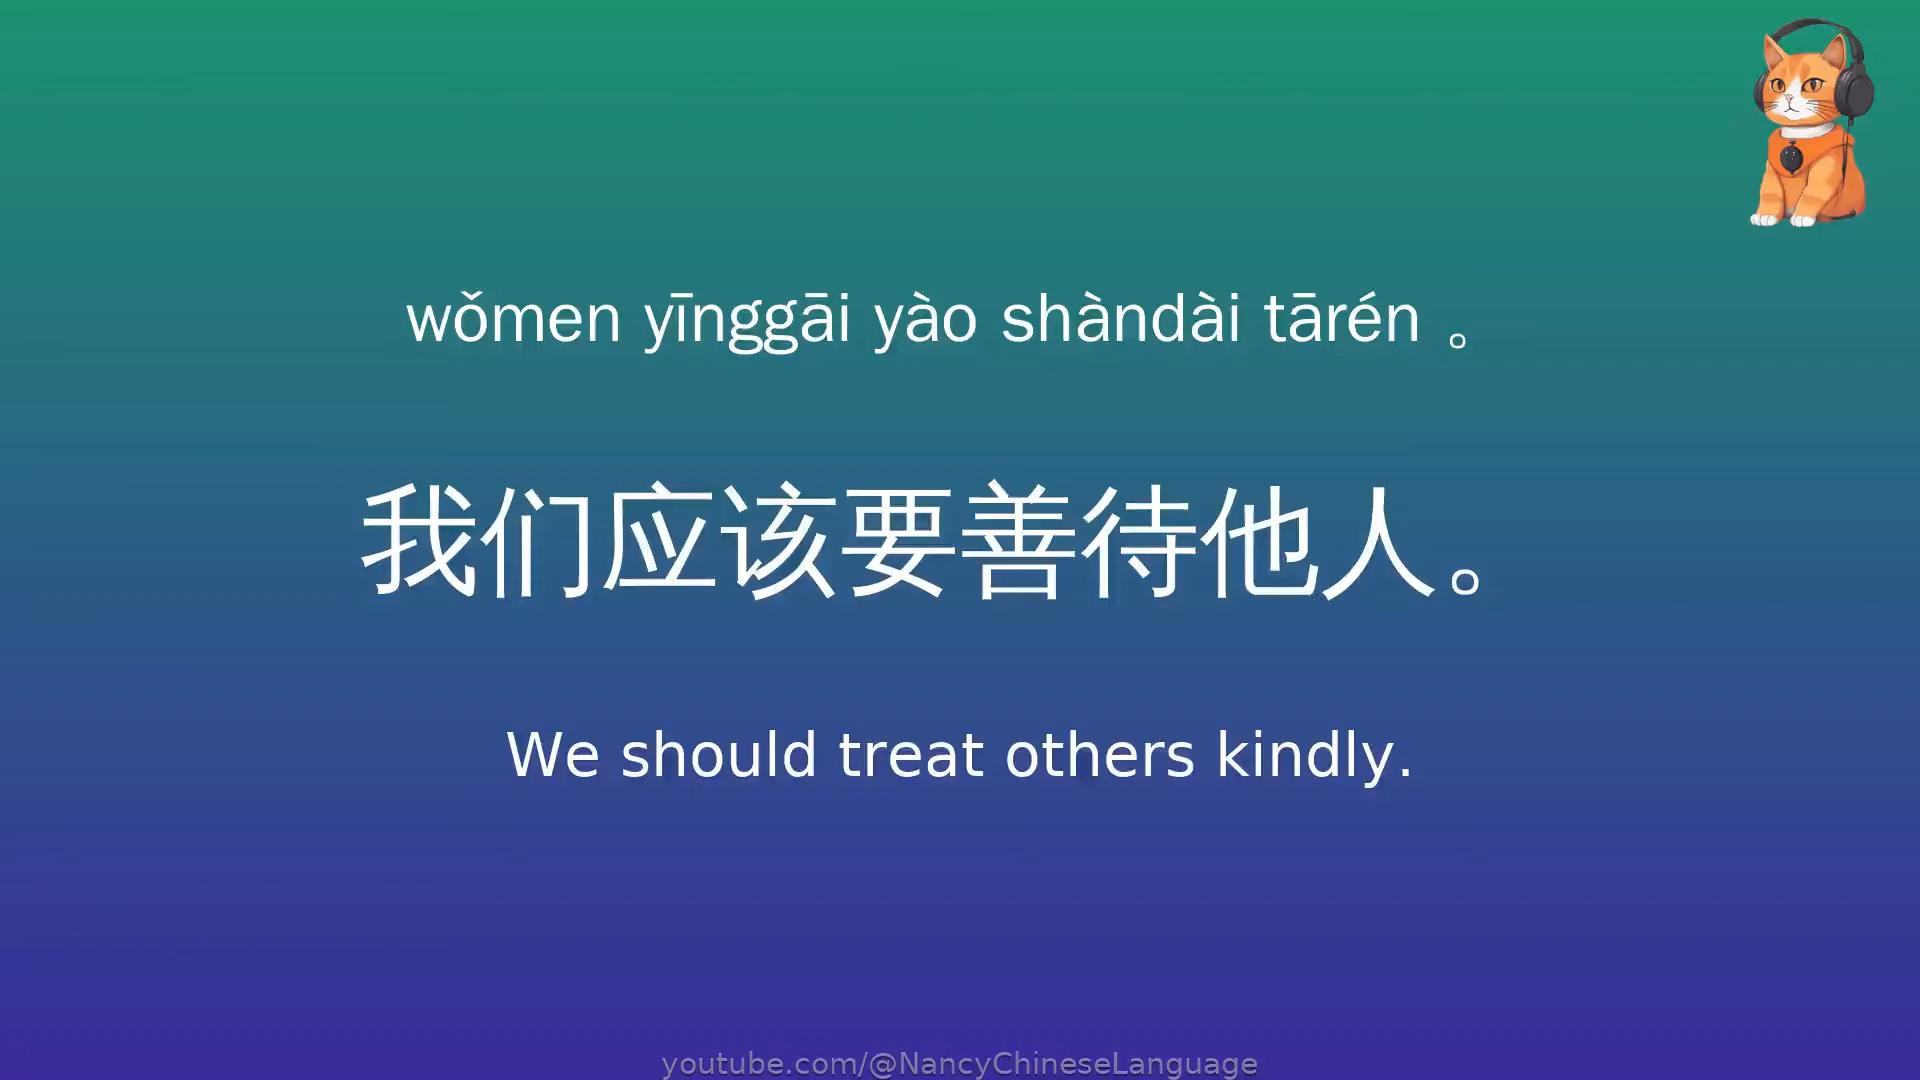 wǒmen yīnggāi yào shàndài tārén 。
我们应该要善待他人。
We should treat others kindly.
youtube.com/@NancyChineseLanguage